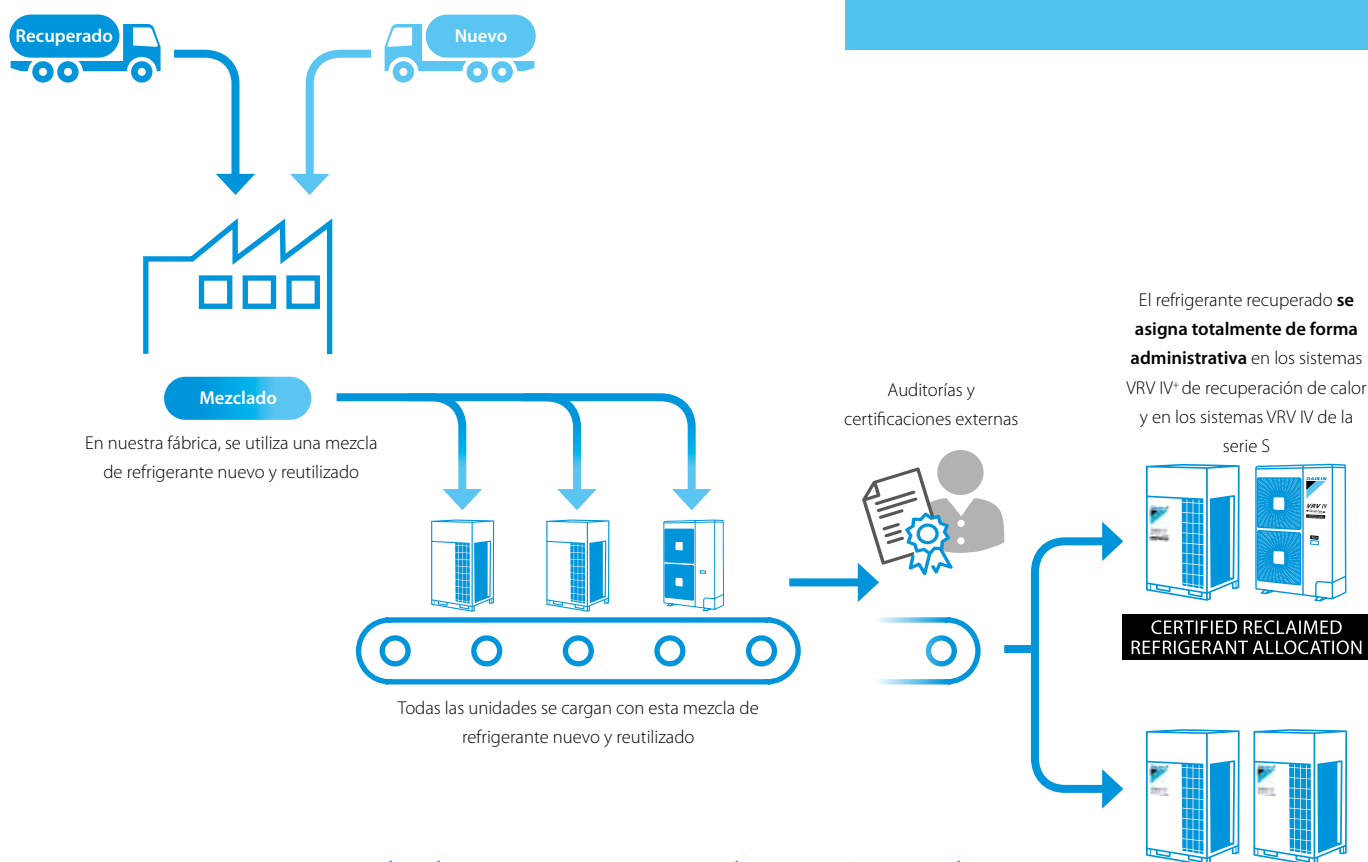 Recuperado
Nuevo
Mezclado
En nuestra fábrica, se utiliza una mezcla
de refrigerante nuevo y reutilizado
Todas las unidades se cargan con esta mezcla de
refrigerante nuevo y reutilizado
Auditorías y
certificaciones externas
El refrigerante recuperado se
asigna totalmente de forma
administrativa en los sistemas
VRV IV+ de recuperación de calor
y en los sistemas VRV IV de la
serie S
DAIKIN
VRV IV
CERTIFIED RECLAIMED
REFRIGERANT ALLOCATION